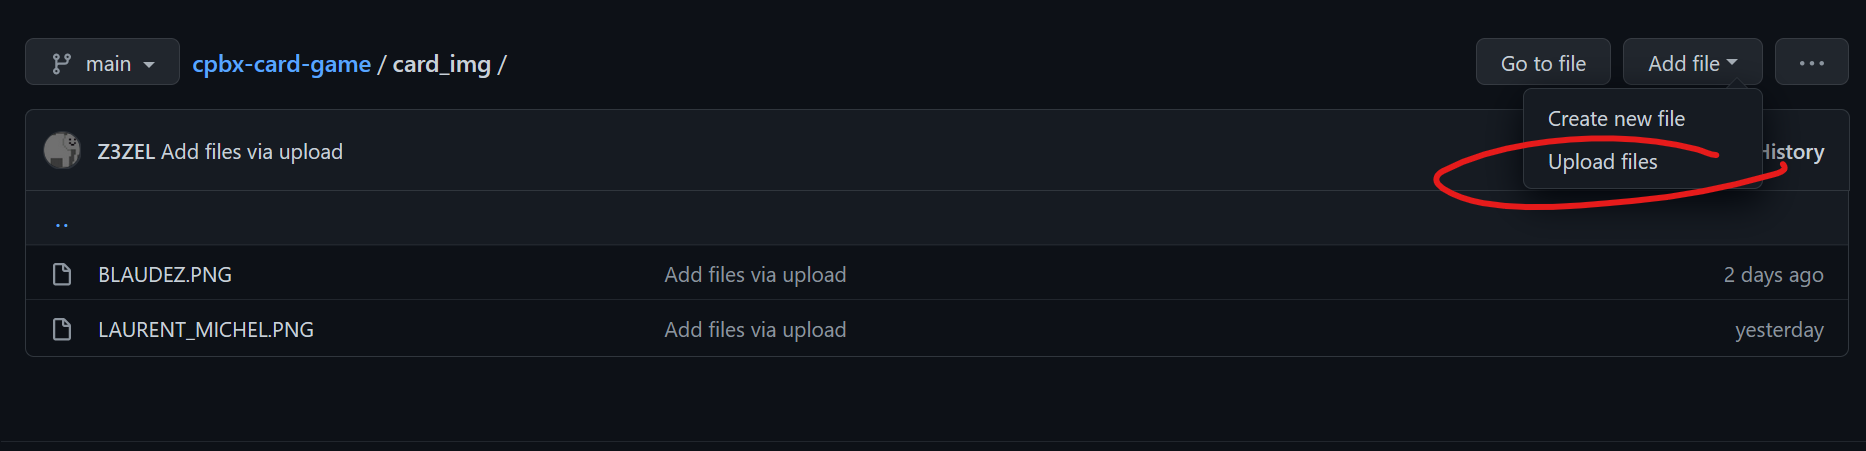 main cpbx-card-game / card_img / Go to file Add file ...
Create new file
Z3ZEL Add files via upload History
Upload files
..
BLAUDEZ.PNG Add files via upload 2 days ago
LAURENT_MICHEL.PNG Add files via upload yesterday